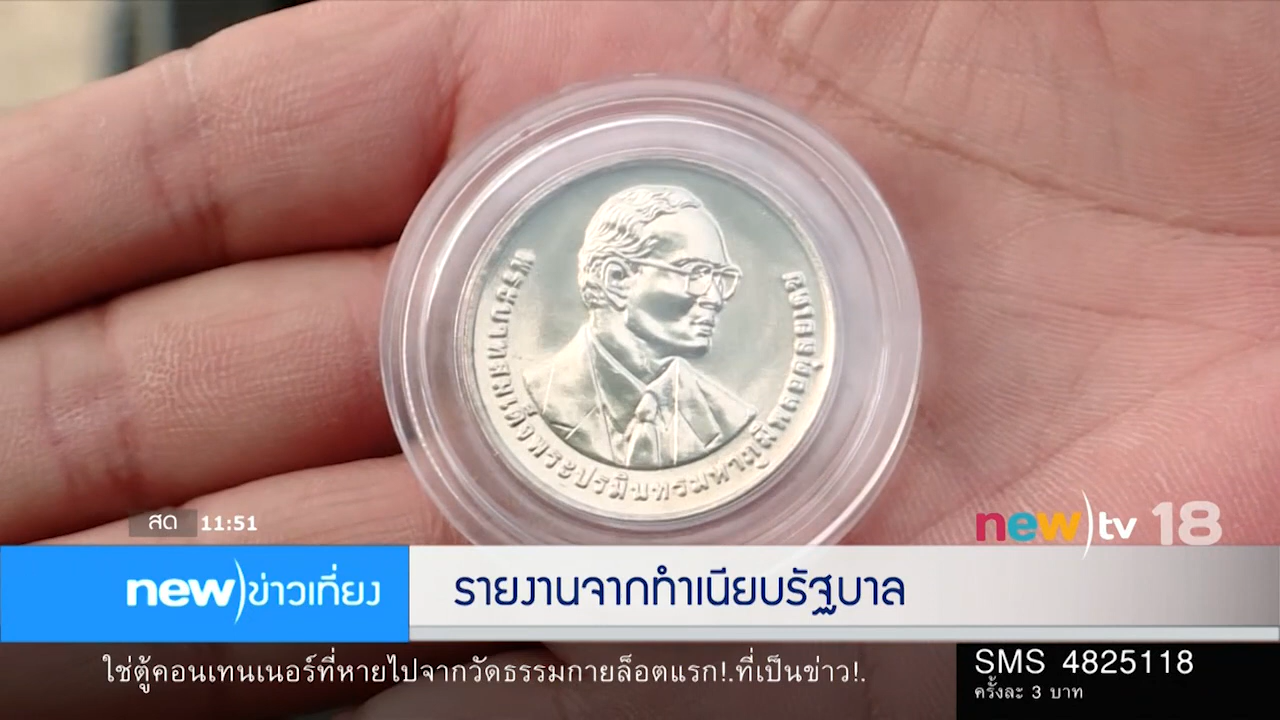 พระบาทสมเด็จพระปรมินทรมหาภูมิพลอดุลยเดช
สด 11:51
new)tv 18
new)ข่าวเที่ยง
รายงานจากทำเนียบรัฐบาล
ใช่ตู้คอนเทนเนอร์ที่หายไปจากวัดธรรมกายล็อตแรก!.ที่เป็นข่าว!.
SMS 4825118
ครั้งละ 3 บาท